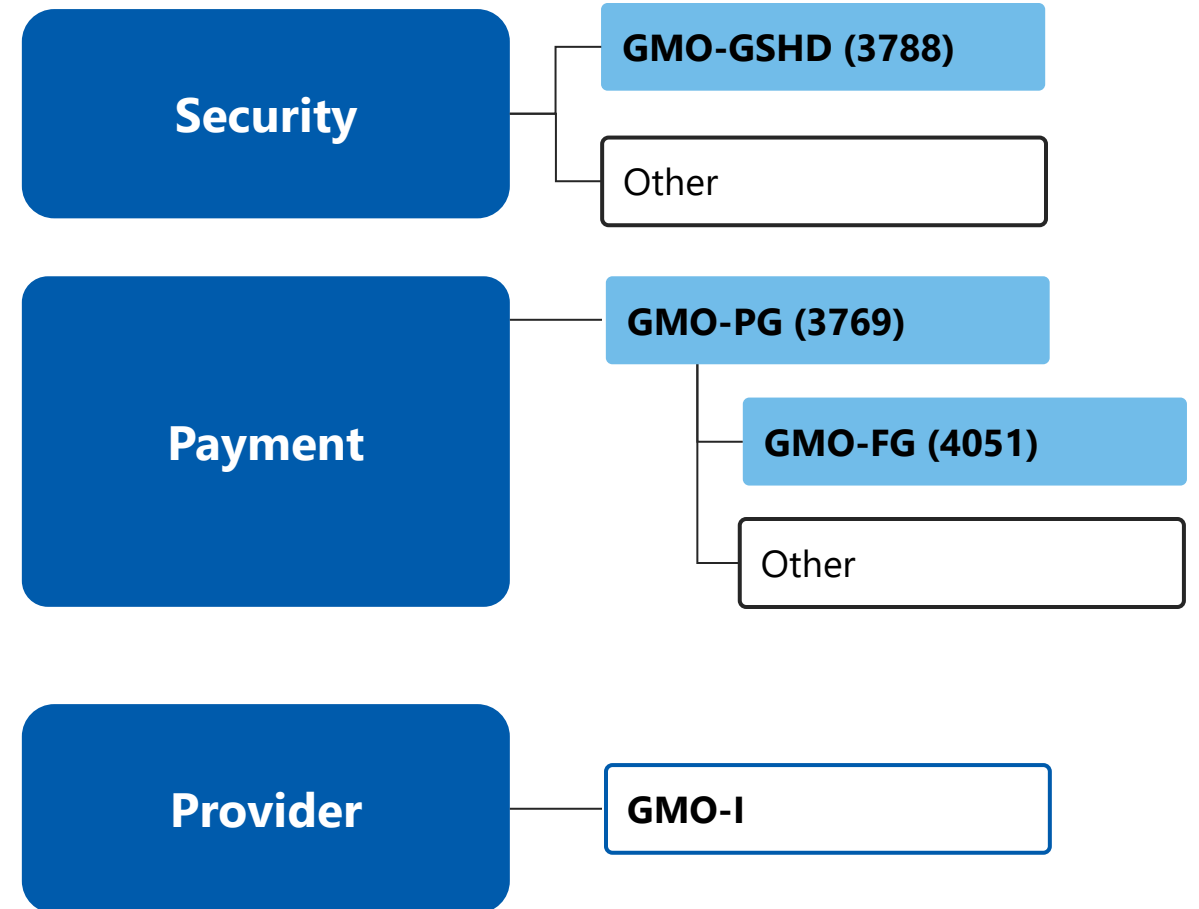 Security
GMO-GSHD (3788)
Other
Payment
GMO-PG (3769)
GMO-FG (4051)
Other
Provider
GMO-I